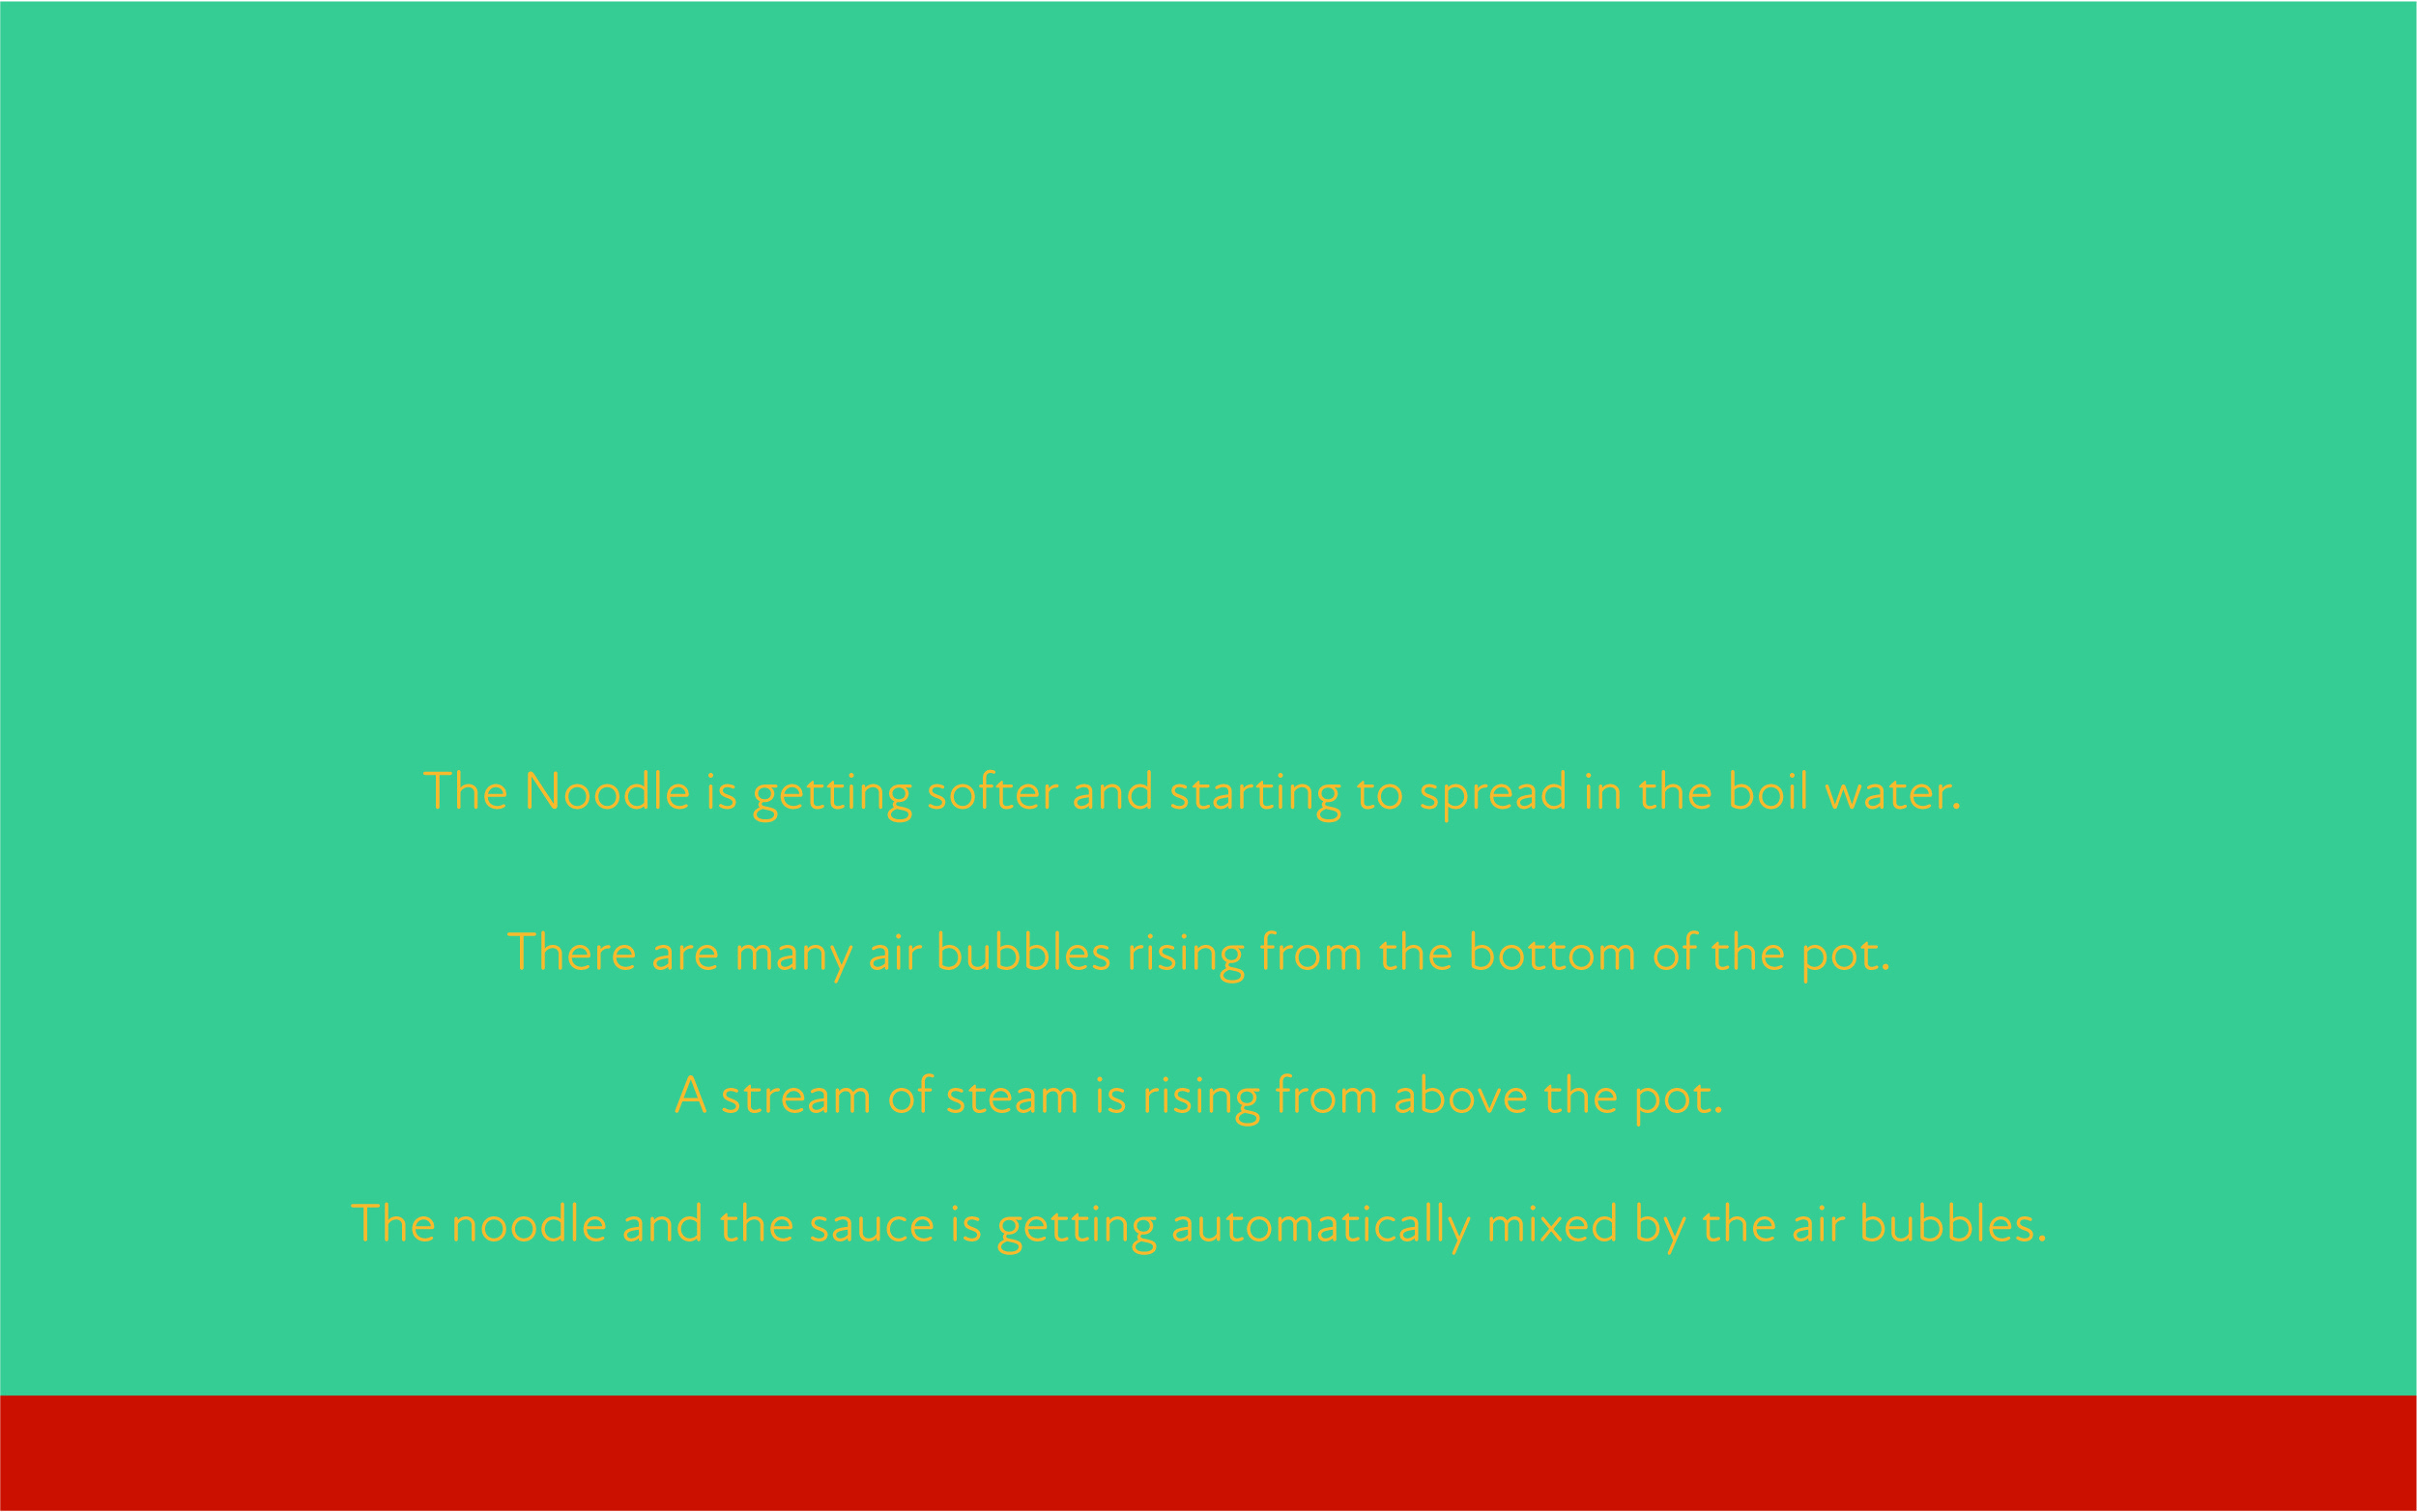 The Noodle is getting softer and starting to spread in the boil water.
There are many air bubbles rising from the bottom of the pot.
A stream of steam is rising from above the pot.
The noodle and the sauce is getting automatically mixed by the air bubbles.